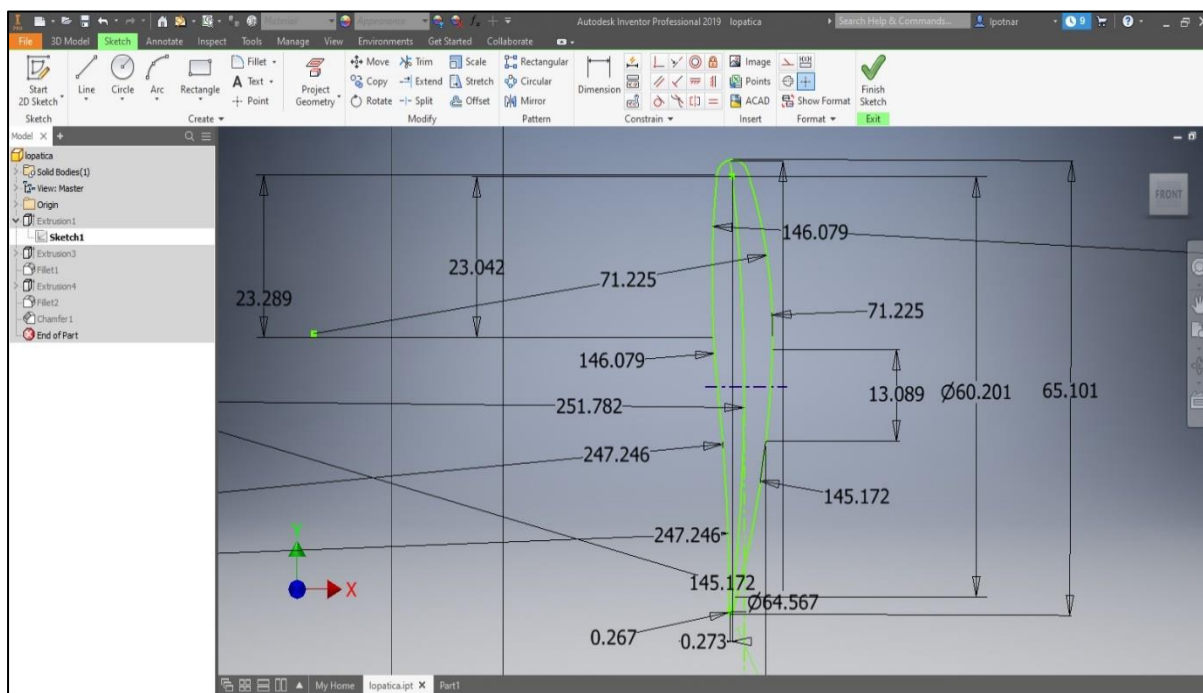 Material
Appearance
Autodesk Inventor Professional 2019 lopatica
Search Help & Commands...
lpotnar
9
File 3D Model Sketch Annotate Inspect Tools Manage View Environments Get Started Collaborate
Start 2D Sketch
Line
Circle
Arc
Rectangle
Fillet
Text
Point
Project Geometry
Move
Copy
Rotate
Trim
Extend
Split
Scale
Stretch
Offset
Rectangular
Circular
Mirror
Dimension
Image
Points
ACAD
Show Format
Finish Sketch
Sketch
Create
Modify
Pattern
Constrain
Insert
Format
Exit
Model
lopatica
Solid Bodies(1)
View: Master
Origin
Extrusion1
Sketch1
Extrusion3
Fillet1
Extrusion4
Fillet2
Chamfer1
End of Part
FRONT
146.079
23.042
71.225
23.289
71.225
146.079
13.089
Ø60.201
65.101
251.782
247.246
145.172
247.246
145.172
Ø64.567
0.267
0.273
Y
X
My Home
lopatica.ipt
Part1